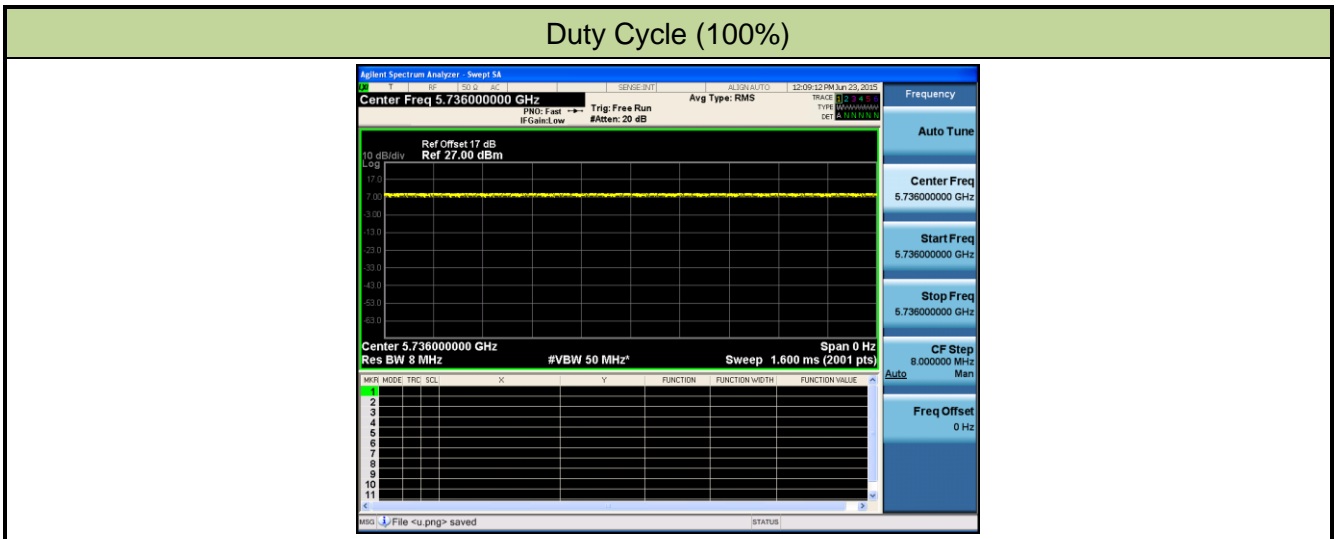 Duty Cycle (100%)
Agilent Spectrum Analyzer - Swept SA
T RF 50 Ω AC SENSE:INT ALIGN AUTO 12:09:12 PM Jun 23, 2015
Center Freq 5.736000000 GHz Avg Type: RMS TRACE 1 2 3 4 5 6
PNO: Fast Trig: Free Run TYPE
IFGain:Low #Atten: 20 dB DET A N N N N N
Ref Offset 17 dB
10 dB/div Ref 27.00 dBm
Log
17.0
7.00
-3.00
-13.0
-23.0
-33.0
-43.0
-53.0
-63.0
Center 5.736000000 GHz Span 0 Hz
Res BW 8 MHz #VBW 50 MHz* Sweep 1.600 ms (2001 pts)
MKR MODE TRC SCL X Y FUNCTION FUNCTION WIDTH FUNCTION VALUE
1
2
3
4
5
6
7
8
9
10
11
MSG File <u.png> saved STATUS
Frequency
Auto Tune
Center Freq
5.736000000 GHz
Start Freq
5.736000000 GHz
Stop Freq
5.736000000 GHz
CF Step
8.000000 MHz
Auto Man
Freq Offset
0 Hz